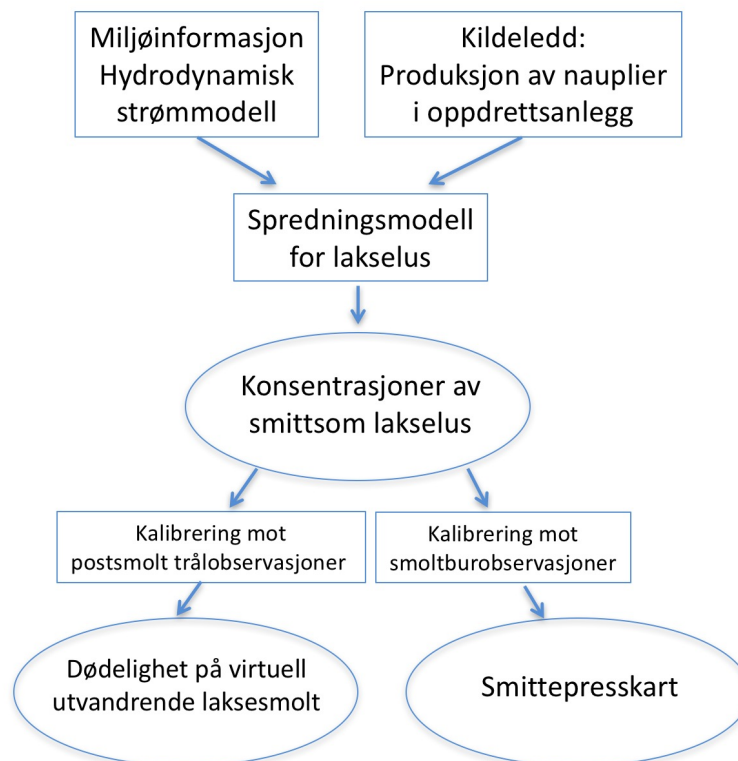 Miljøinformasjon
Hydrodynamisk
strømmodell
Kildeledd:
Produksjon av nauplier
i oppdrettsanlegg
Spredningsmodell
for lakselus
Konsentrasjoner av
smittsom lakselus
Kalibrering mot
postsmolt trålobservasjoner
Kalibrering mot
smoltburobservasjoner
Dødelighet på virtuell
utvandrende laksesmolt
Smittepresskart